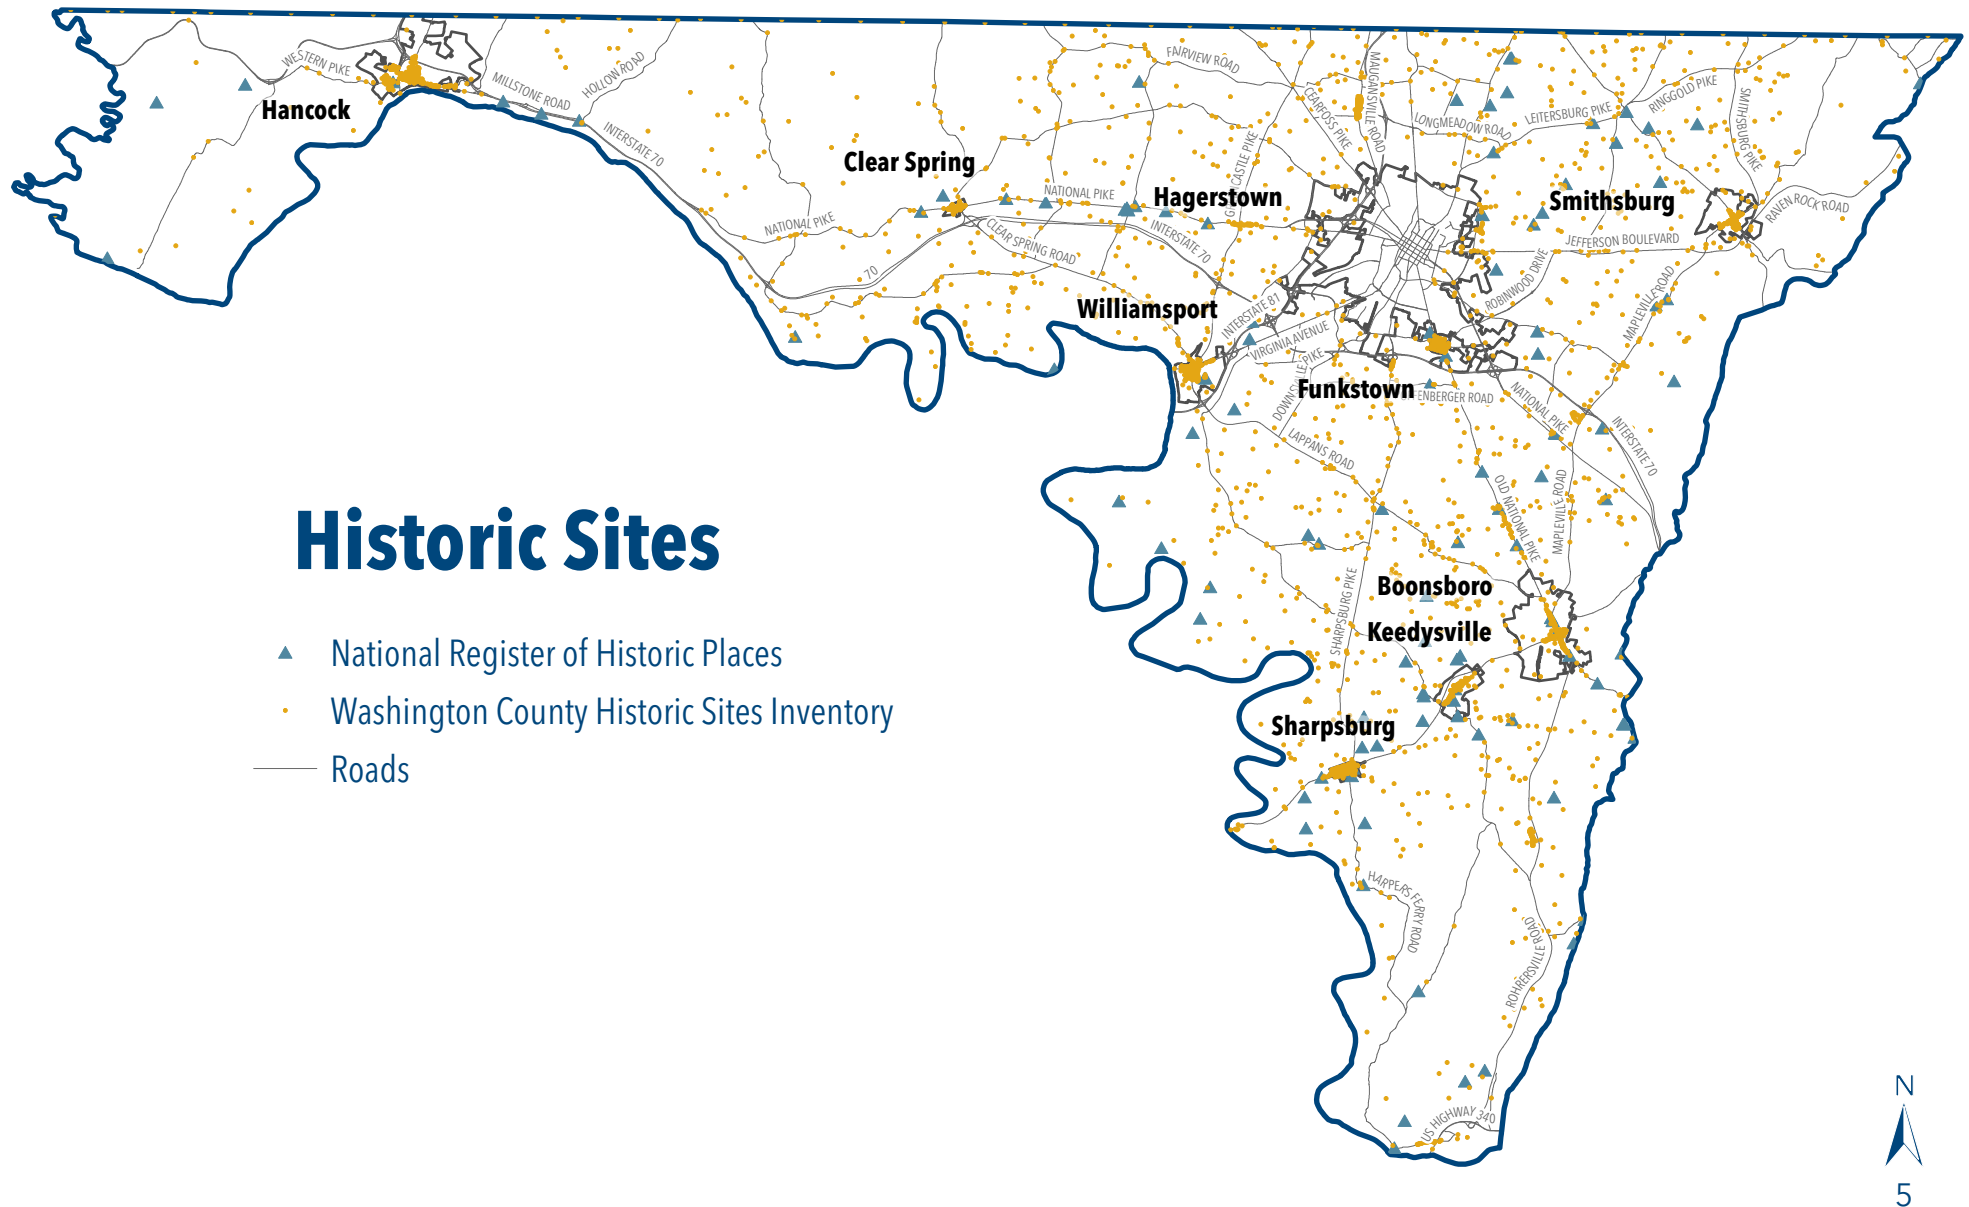 FAIRVIEW ROAD
MAUGANSVILLE ROAD
WESTERN PIKE
MILLSTONE ROAD
HOLLOW ROAD
CEARFOSS PIKE
RINGGOLD PIKE
SMITHSBURG PIKE
Hancock
LONGMEADOW ROAD
LEITERSBURG PIKE
INTERSTATE 70
Clear Spring
NATIONAL PIKE
Hagerstown
Smithsburg
RAVEN ROCK ROAD
NATIONAL PIKE
CLEAR SPRING ROAD
INTERSTATE 70
JEFFERSON BOULEVARD
70
ROBINWOOD DRIVE
MAPLEVILLE ROAD
Williamsport
INTERSTATE 81
VIRGINIA AVENUE
PIKE
Funkstown
ROAD
NATIONAL PIKE
INTERSTATE 70
LAPPANS ROAD
OLD NATIONAL PIKE
MAPLEVILLE ROAD
Historic Sites
SHARPSBURG PIKE
Boonsboro
Keedysville
National Register of Historic Places
Washington County Historic Sites Inventory
Sharpsburg
Roads
HARPERS FERRY ROAD
ROHRERSVILLE ROAD
US HIGHWAY 340
N
5